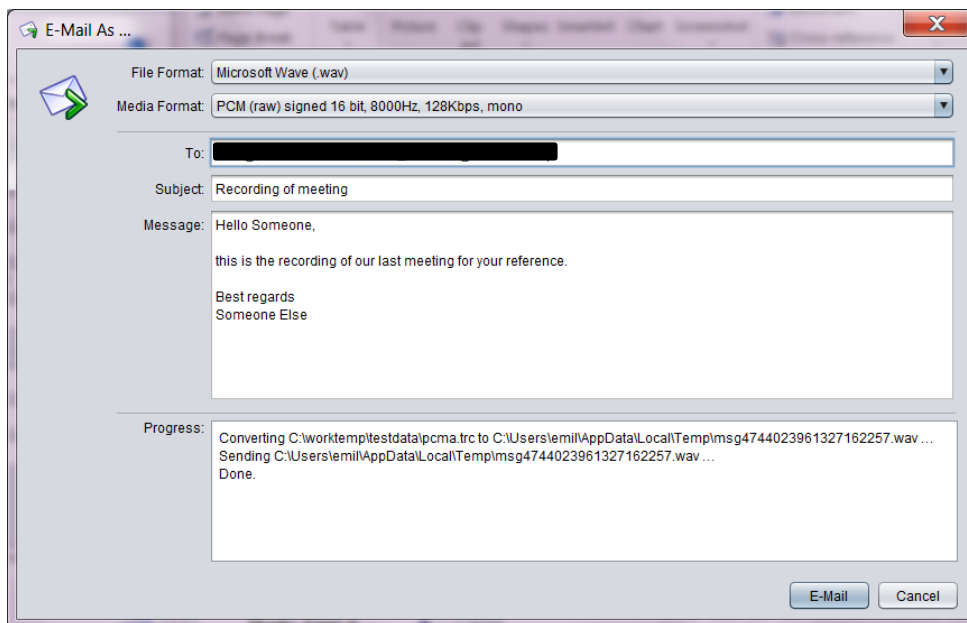 E-Mail As ...
File Format: Microsoft Wave (.wav)
Media Format: PCM (raw) signed 16 bit, 8000Hz, 128Kbps, mono
To:
Subject: Recording of meeting
Message: Hello Someone,
this is the recording of our last meeting for your reference.
Best regards
Someone Else
Progress:
Converting C:\worktemp\testdata\pcma.trc to C:\Users\emil\AppData\Local\Temp\msg4744023961327162257.wav ...
Sending C:\Users\emil\AppData\Local\Temp\msg4744023961327162257.wav ...
Done.
E-Mail Cancel